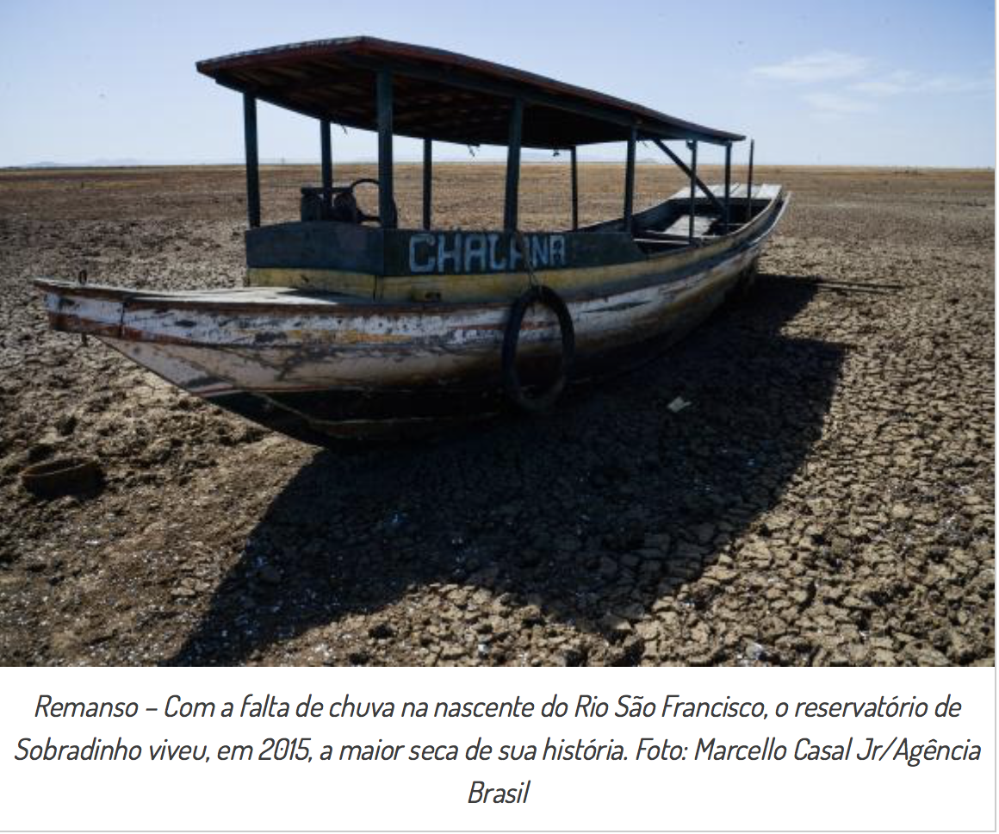 CHALANA
Remanso – Com a falta de chuva na nascente do Rio São Francisco, o reservatório de
Sobradinho viveu, em 2015, a maior seca de sua história. Foto: Marcello Casal Jr/Agência
Brasil